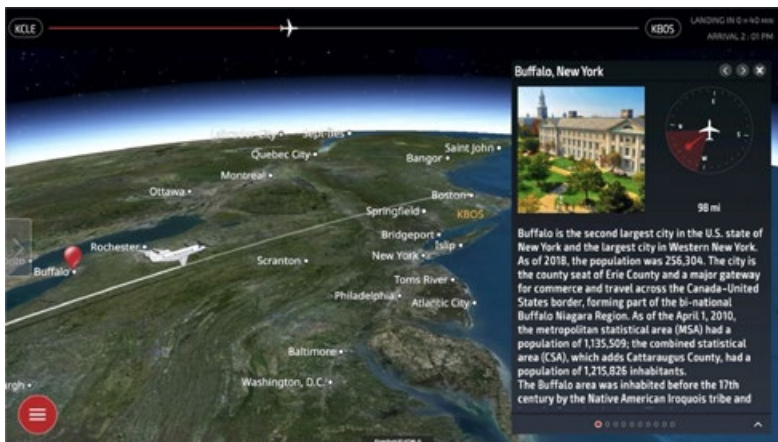 KCLE
KBOS
LANDING IN 0 H 40 MIN
ARRIVAL 2 : 01 PM
Buffalo, New York
98 mi
Buffalo is the second largest city in the U.S. state of
New York and the largest city in Western New York.
As of 2018, the population was 256,304. The city is
the county seat of Erie County and a major gateway
for commerce and travel across the Canada-United
States border, forming part of the bi-national
Buffalo Niagara Region. As of the April 1, 2010,
the metropolitan statistical area (MSA) had a
population of 1,135,509; the combined statistical
area (CSA), which adds Cattaraugus County, had a
population of 1,215,826 inhabitants.
The Buffalo area was inhabited before the 17th
century by the Native American Iroquois tribe and
Sept-Iles
Quebec City
Saint John
Bangor
Montreal
Ottawa
Boston
KBOS
Springfield
Rochester
Bridgeport
Islip
Scranton
New York
Buffalo
Toms River
Philadelphia
Atlantic City
Baltimore
Washington, D.C.